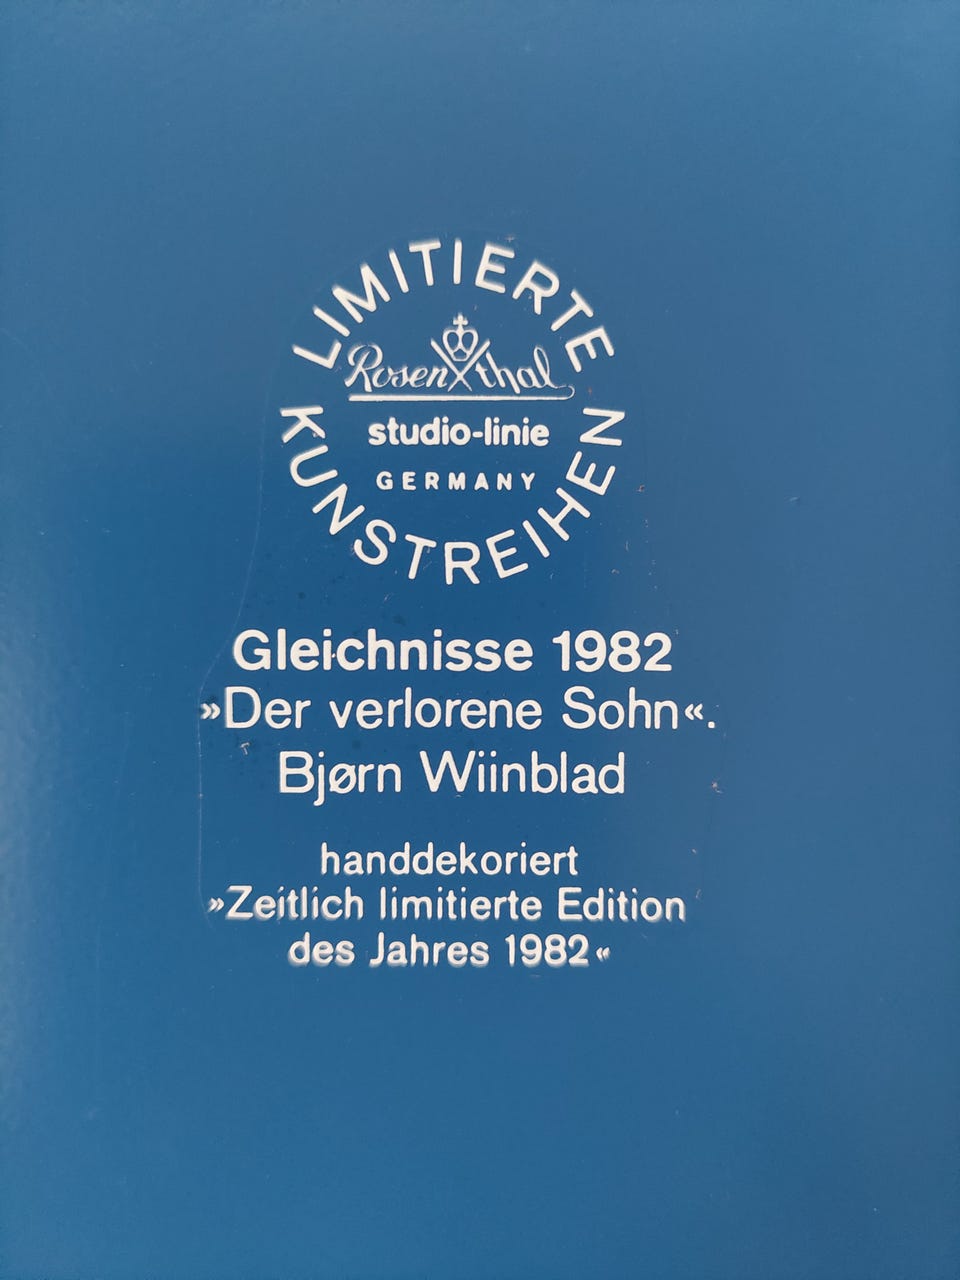 LIMITIERTE
Rosenthal
studio-linie
GERMANY
KUNSTREIHEN
Gleichnisse 1982
»Der verlorene Sohn«.
Bjørn Wiinblad
handdekoriert
»Zeitlich limitierte Edition
des Jahres 1982«